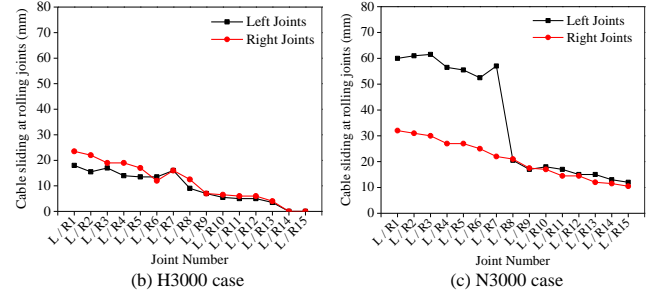 Cable sliding at rolling joints (mm)
80
70
60
50
40
30
20
10
0
Left Joints
Right Joints
L / R1
L / R2
L / R3
L / R4
L / R5
L / R6
L / R7
L / R8
L / R9
L / R10
L / R11
L / R12
L / R13
L / R14
L / R15
Joint Number
(b) H3000 case
Cable sliding at rolling joints (mm)
80
70
60
50
40
30
20
10
0
Left Joints
Right Joints
L / R1
L / R2
L / R3
L / R4
L / R5
L / R6
L / R7
L / R8
L / R9
L / R10
L / R11
L / R12
L / R13
L / R14
L / R15
Joint Number
(c) N3000 case